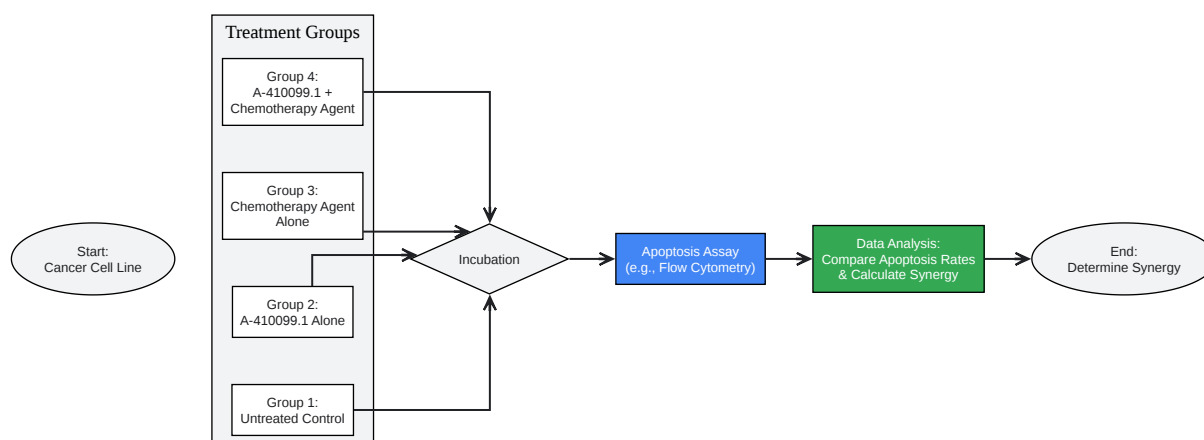 Treatment Groups
Group 4:
A-410099.1 +
Chemotherapy Agent
Group 3:
Chemotherapy Agent
Alone
Start:
Cancer Cell Line
Incubation
Apoptosis Assay
(e.g., Flow Cytometry)
Data Analysis:
Compare Apoptosis Rates
& Calculate Synergy
End:
Determine Synergy
Group 2:
A-410099.1 Alone
Group 1:
Untreated Control